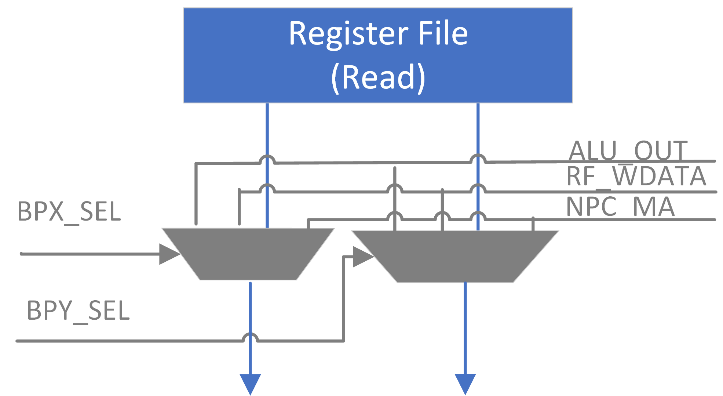 Register File
(Read)
ALU_OUT
RF_WDATA
NPC_MA
BPX_SEL
BPY_SEL